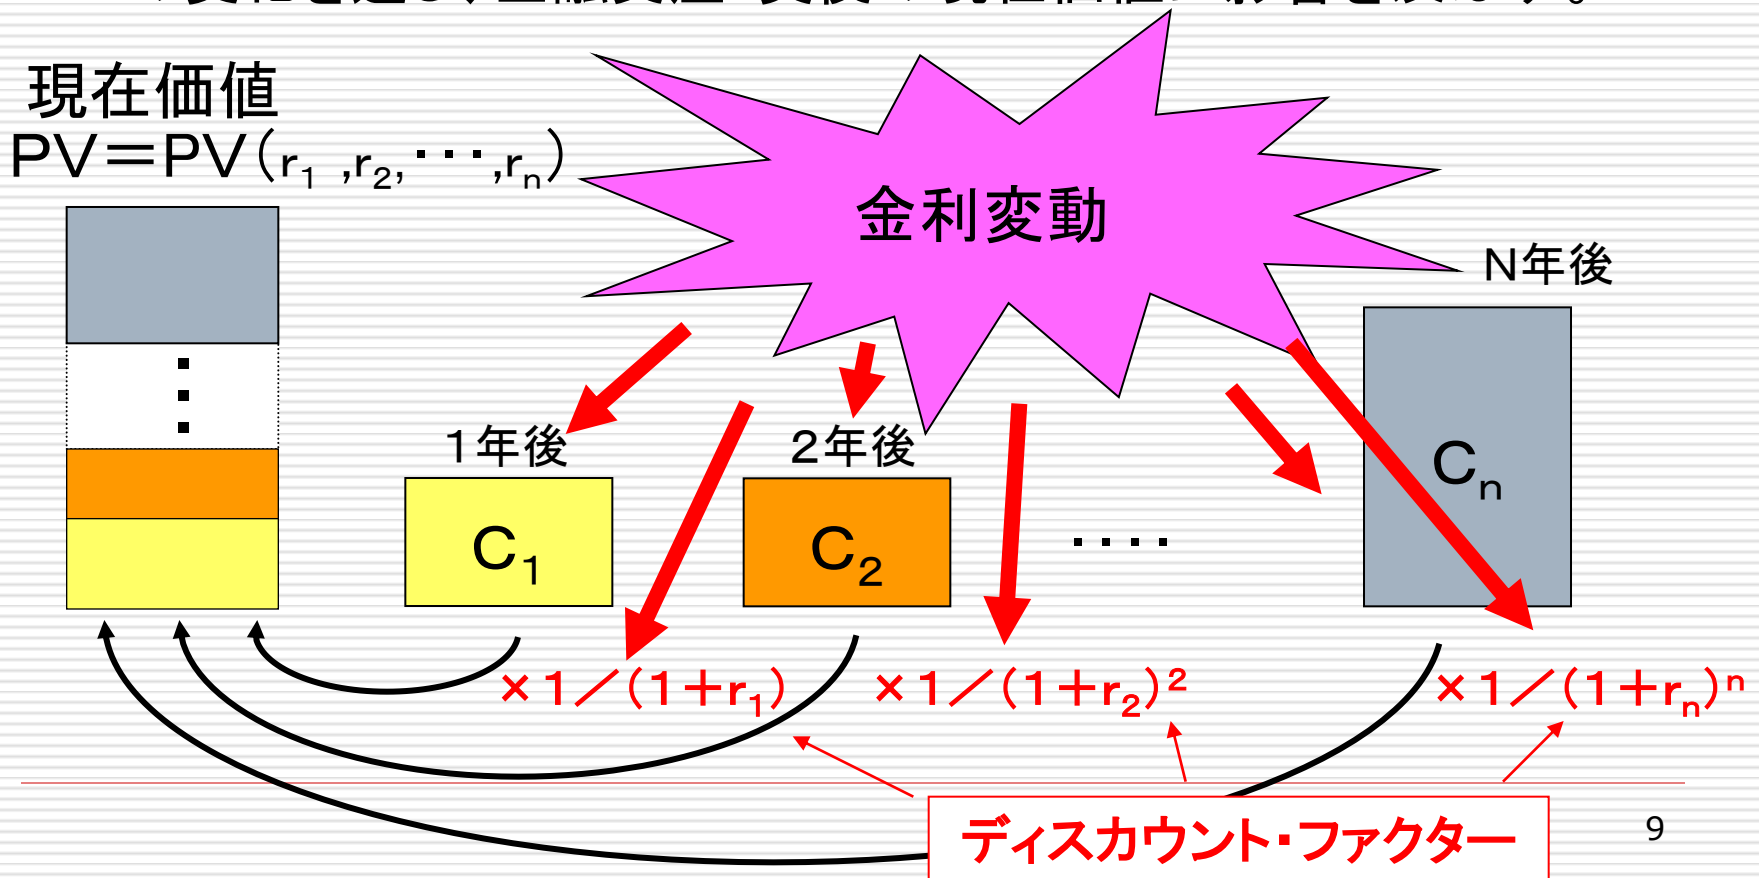 現在価値
PV＝PV(r₁ ,r₂, ･･･ ,rₙ)
金利変動
N年後
1年後
2年後
C₁
C₂
････
Cₙ
×1／(1＋r₁)
×1／(1＋r₂)²
×1／(1＋rₙ)ⁿ
ディスカウント・ファクター
9